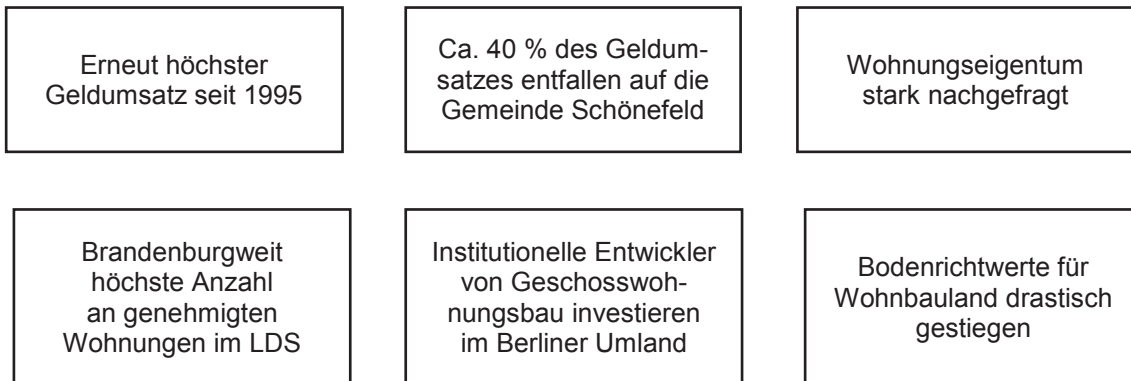 Erneut höchster
Geldumsatz seit 1995
Ca. 40 % des Geldum-
satzes entfallen auf die
Gemeinde Schönefeld
Wohnungseigentum
stark nachgefragt
Brandenburgweit
höchste Anzahl
an genehmigten
Wohnungen im LDS
Institutionelle Entwickler
von Geschosswoh-
nungsbau investieren
im Berliner Umland
Bodenrichtwerte für
Wohnbauland drastisch
gestiegen